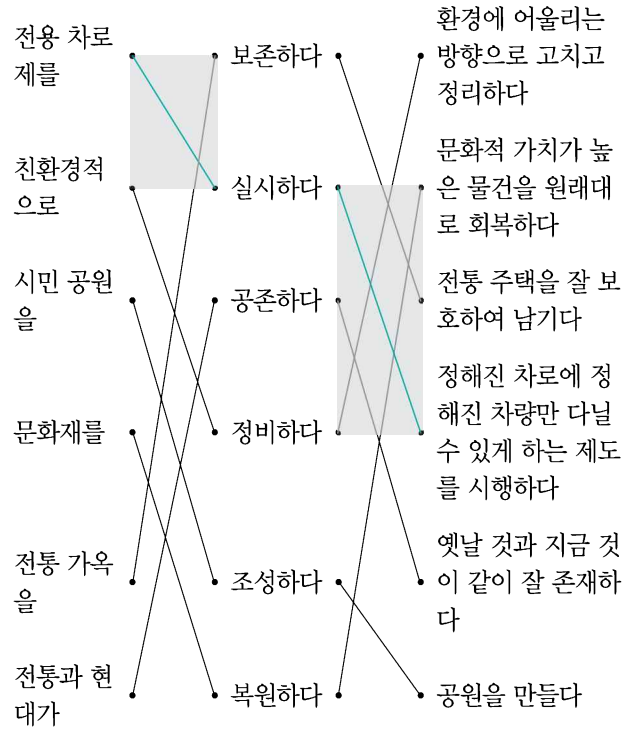 전용 차로
제를
친환경적
으로
시민 공원
을
문화재를
전통 가옥
을
전통과 현
대가
보존하다
실시하다
공존하다
정비하다
조성하다
복원하다
환경에 어울리는
방향으로 고치고
정리하다
문화적 가치가 높
은 물건을 원래대
로 회복하다
전통 주택을 잘 보
호하여 남기다
정해진 차로에 정
해진 차량만 다닐
수 있게 하는 제도
를 시행하다
옛날 것과 지금 것
이 같이 잘 존재하
다
공원을 만들다